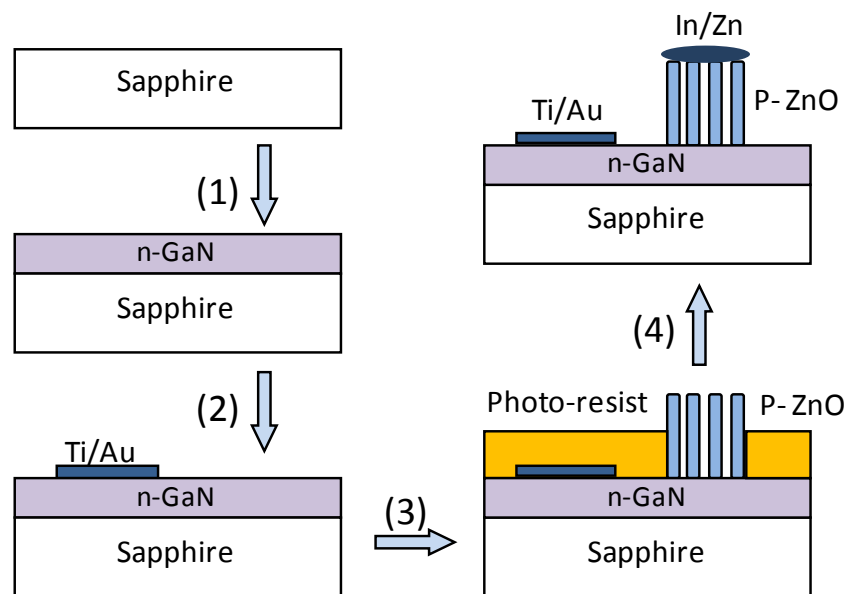 Sapphire
(1)
n-GaN
Sapphire
(2)
Ti/Au
n-GaN
Sapphire
(3)
Photo-resist
P-ZnO
n-GaN
Sapphire
(4)
In/Zn
P-ZnO
Ti/Au
n-GaN
Sapphire